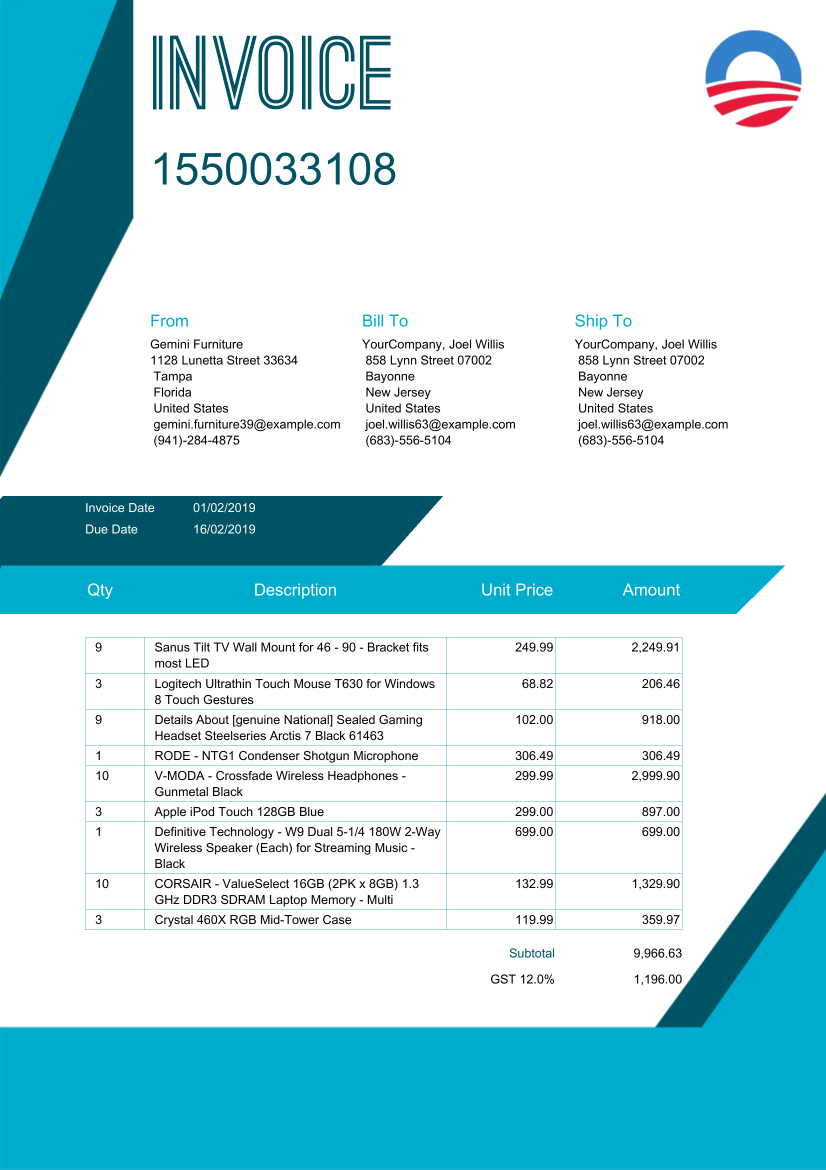 INVOICE
1550033108
From
Gemini Furniture
1128 Lunetta Street 33634
Tampa
Florida
United States
gemini.furniture39@example.com
(941)-284-4875
Bill To
YourCompany, Joel Willis
858 Lynn Street 07002
Bayonne
New Jersey
United States
joel.willis63@example.com
(683)-556-5104
Ship To
YourCompany, Joel Willis
858 Lynn Street 07002
Bayonne
New Jersey
United States
joel.willis63@example.com
(683)-556-5104
Invoice Date 01/02/2019
Due Date 16/02/2019
Qty Description Unit Price Amount
9 Sanus Tilt TV Wall Mount for 46 - 90 - Bracket fits 249.99 2,249.91
most LED
3 Logitech Ultrathin Touch Mouse T630 for Windows 68.82 206.46
8 Touch Gestures
9 Details About [genuine National] Sealed Gaming 102.00 918.00
Headset Steelseries Arctis 7 Black 61463
1 RODE - NTG1 Condenser Shotgun Microphone 306.49 306.49
10 V-MODA - Crossfade Wireless Headphones - 299.99 2,999.90
Gunmetal Black
3 Apple iPod Touch 128GB Blue 299.00 897.00
1 Definitive Technology - W9 Dual 5-1/4 180W 2-Way 699.00 699.00
Wireless Speaker (Each) for Streaming Music -
Black
10 CORSAIR - ValueSelect 16GB (2PK x 8GB) 1.3 132.99 1,329.90
GHz DDR3 SDRAM Laptop Memory - Multi
3 Crystal 460X RGB Mid-Tower Case 119.99 359.97
Subtotal 9,966.63
GST 12.0% 1,196.00